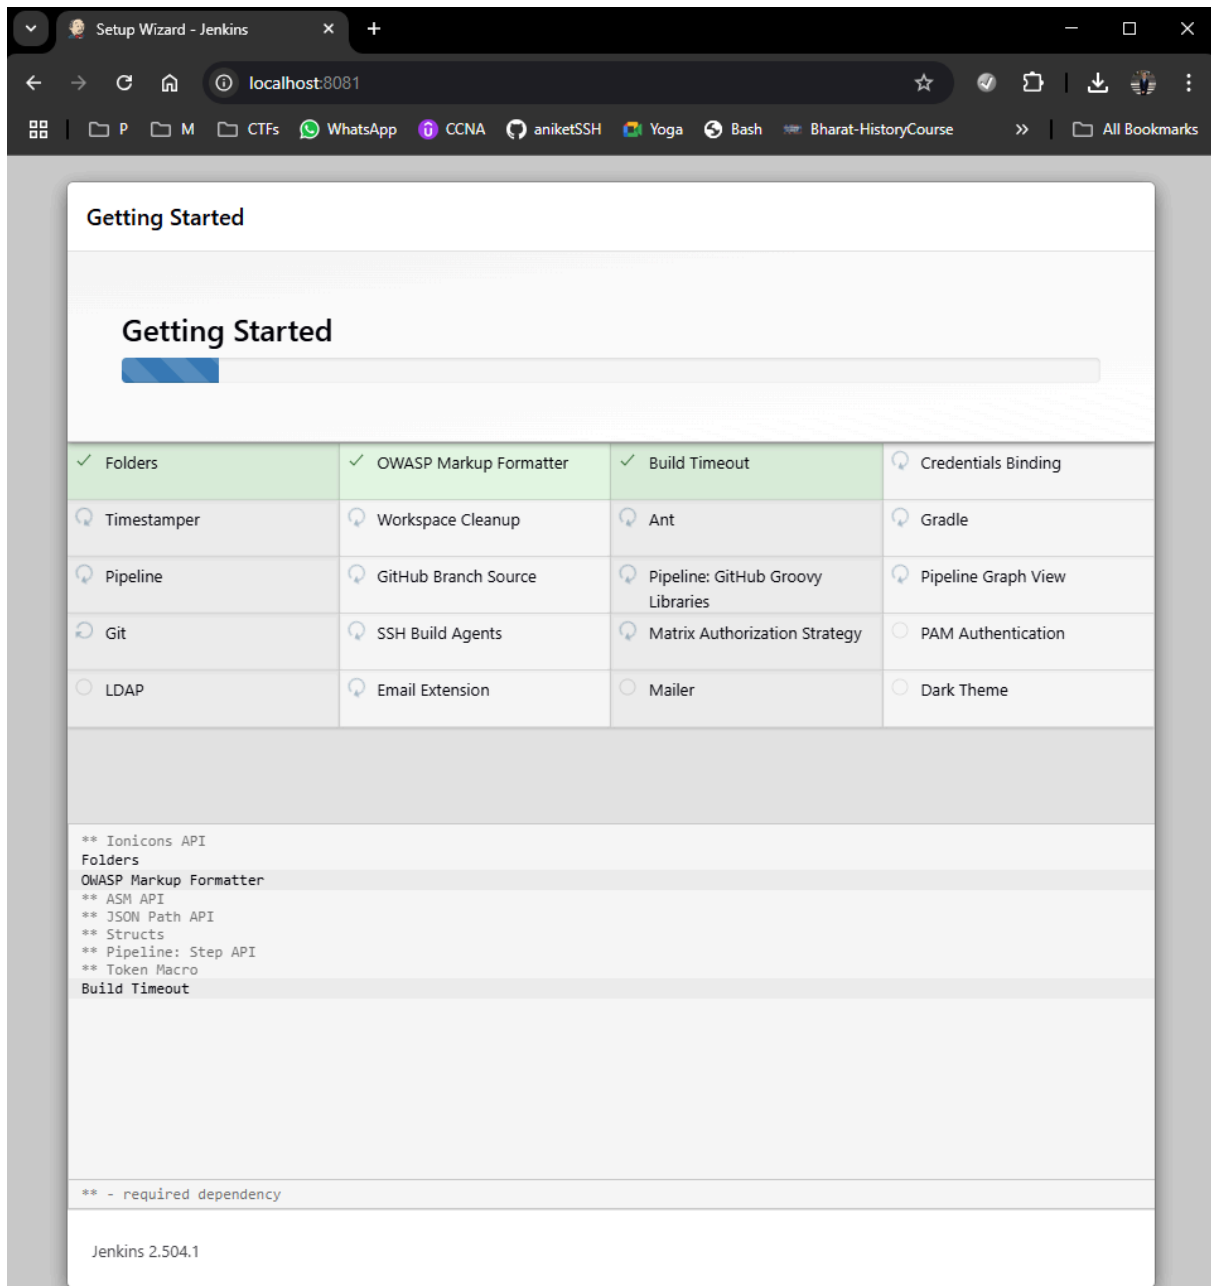 Setup Wizard - Jenkins
localhost:8081
P M CTFs WhatsApp CCNA aniketSSH Yoga Bash Bharat-HistoryCourse » All Bookmarks
Getting Started
Getting Started
Folders OWASP Markup Formatter Build Timeout Credentials Binding
Timestamper Workspace Cleanup Ant Gradle
Pipeline GitHub Branch Source Pipeline: GitHub Groovy Pipeline Graph View
Libraries
Git SSH Build Agents Matrix Authorization Strategy PAM Authentication
LDAP Email Extension Mailer Dark Theme
** Ionicons API
Folders
OWASP Markup Formatter
** ASM API
** JSON Path API
** Structs
** Pipeline: Step API
** Token Macro
Build Timeout
** - required dependency
Jenkins 2.504.1